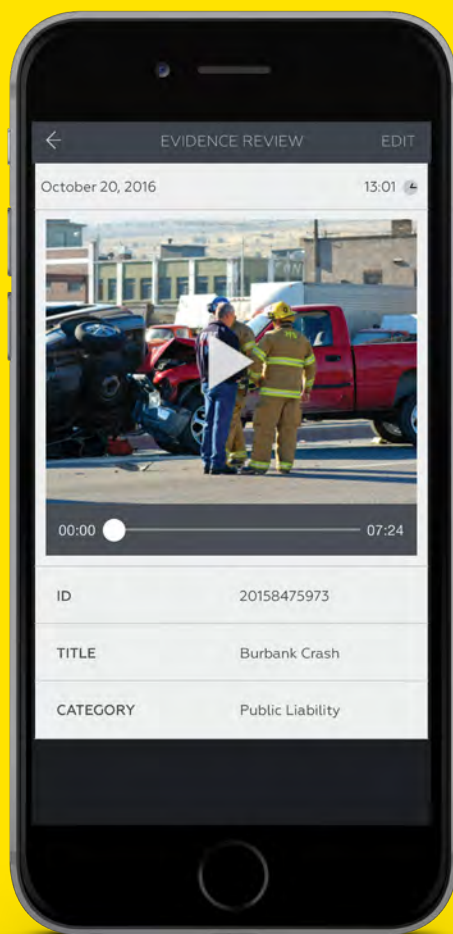 EVIDENCE REVIEW EDIT
October 20, 2016 13:01
00:00 07:24
ID 20158475973
TITLE Burbank Crash
CATEGORY Public Liability